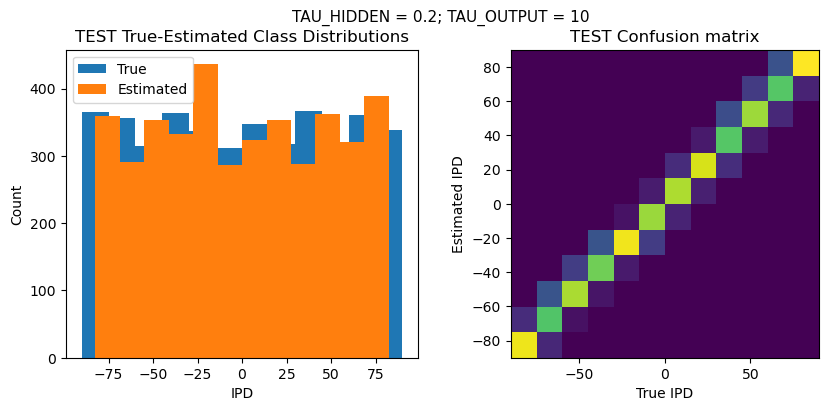 TAU_HIDDEN = 0.2; TAU_OUTPUT = 10
TEST True-Estimated Class Distributions
True
Estimated
400
300
200
100
0
Count
−75
−50
−25
0
25
50
75
IPD
TEST Confusion matrix
80
60
40
20
0
−20
−40
−60
−80
Estimated IPD
−50
0
50
True IPD